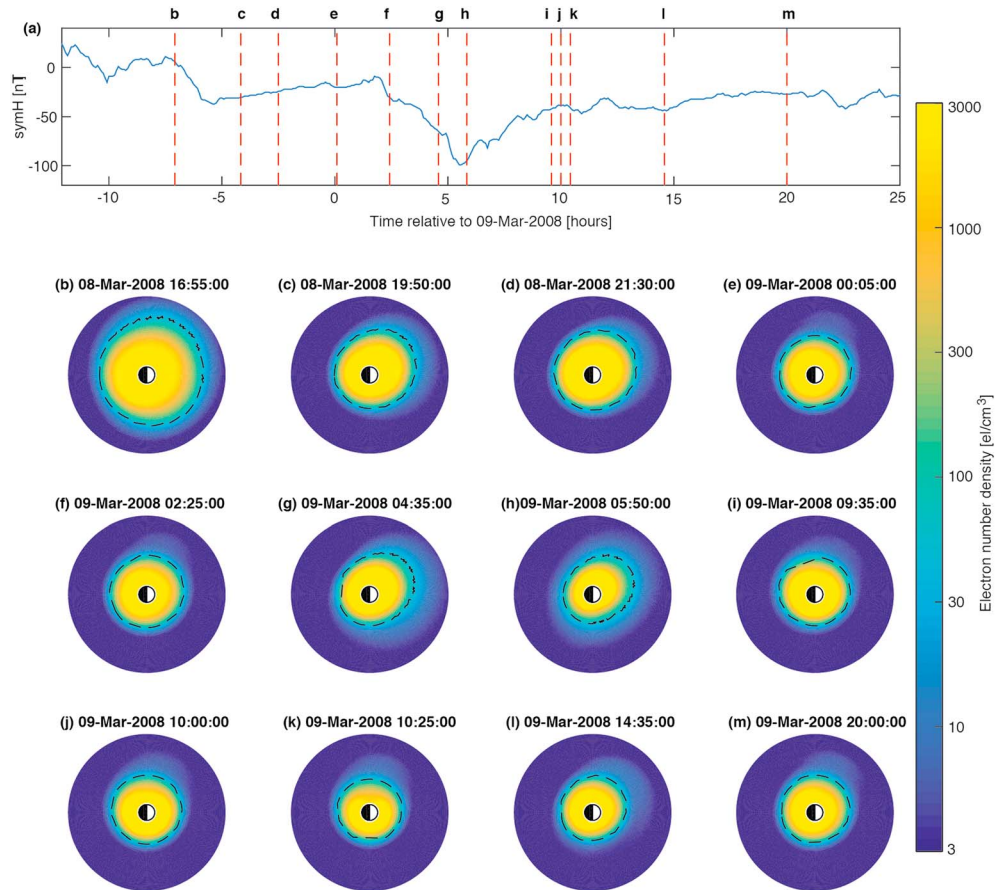 b c d e f g h i j k l m
(a)
symH [nT]
0
-50
-100
-10 -5 0 5 10 15 20 25
Time relative to 09-Mar-2008 [hours]
(b) 08-Mar-2008 16:55:00 (c) 08-Mar-2008 19:50:00 (d) 08-Mar-2008 21:30:00 (e) 09-Mar-2008 00:05:00
(f) 09-Mar-2008 02:25:00 (g) 09-Mar-2008 04:35:00 (h)09-Mar-2008 05:50:00 (i) 09-Mar-2008 09:35:00
(j) 09-Mar-2008 10:00:00 (k) 09-Mar-2008 10:25:00 (l) 09-Mar-2008 14:35:00 (m) 09-Mar-2008 20:00:00
3000
1000
300
100
30
10
3
Electron number density [el/cm³]